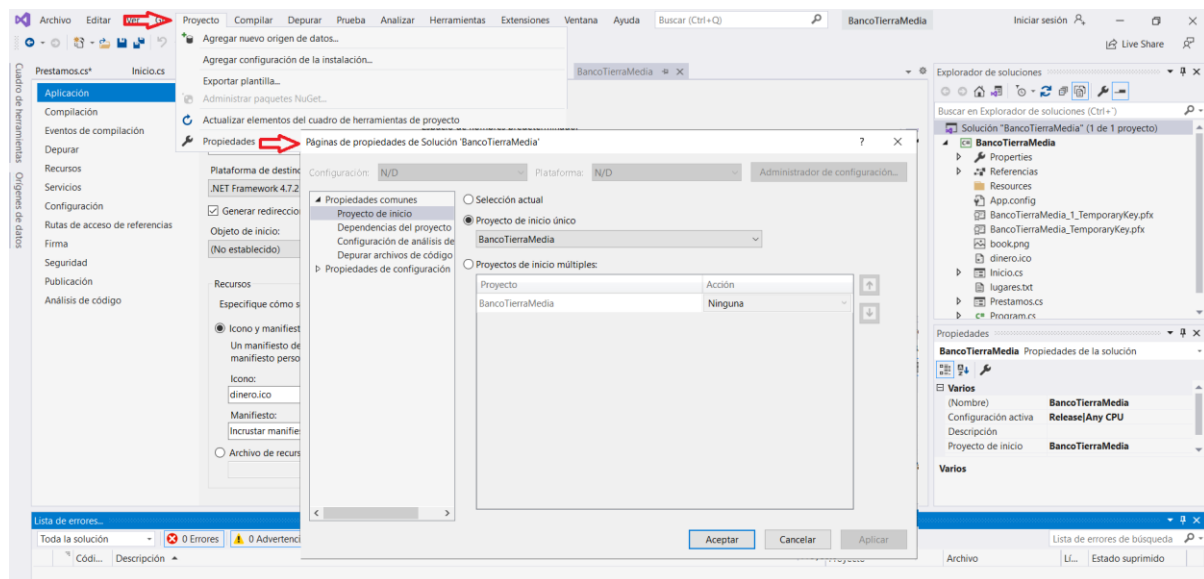 Archivo Editar Ver Git Proyecto Compilar Depurar Prueba Analizar Herramientas Extensiones Ventana Ayuda Buscar (Ctrl+Q) BancoTierraMedia Iniciar sesión
Live Share
Agregar nuevo origen de datos...
Agregar configuración de la instalación...
Exportar plantilla...
Administrar paquetes NuGet...
Actualizar elementos del cuadro de herramientas de proyecto
Propiedades
Cuadro de herramientas
Orígenes de datos
Prestamos.cs* Inicio.cs BancoTierraMedia
Aplicación
Compilación
Eventos de compilación
Depurar
Recursos
Servicios
Configuración
Rutas de acceso de referencias
Firma
Seguridad
Publicación
Análisis de código
Plataforma de destino
.NET Framework 4.7.2
Generar redireccio
Objeto de inicio:
(No establecido)
Recursos
Especifique cómo s
Icono y manifiest
Un manifiesto de
manifiesto perso
Icono:
dinero.ico
Manifiesto:
Incrustar manifie
Archivo de recurs
Páginas de propiedades de Solución 'BancoTierraMedia' ?
Configuración: N/D Plataforma: N/D Administrador de configuración...
Propiedades comunes
Proyecto de inicio
Dependencias del proyecto
Configuración de análisis de
Depurar archivos de código
Propiedades de configuración
Selección actual
Proyecto de inicio único
BancoTierraMedia
Proyectos de inicio múltiples:
Proyecto Acción
BancoTierraMedia Ninguna
Aceptar Cancelar Aplicar
Explorador de soluciones
Buscar en Explorador de soluciones (Ctrl+´)
Solución "BancoTierraMedia" (1 de 1 proyecto)
C# BancoTierraMedia
Properties
Referencias
Resources
App.config
BancoTierraMedia_1_TemporaryKey.pfx
BancoTierraMedia_TemporaryKey.pfx
book.png
dinero.ico
Inicio.cs
lugares.txt
Prestamos.cs
C# Program.cs
Propiedades
BancoTierraMedia Propiedades de la solución
Varios
(Nombre) BancoTierraMedia
Configuración activa Release|Any CPU
Descripción
Proyecto de inicio BancoTierraMedia
Varios
Lista de errores...
Toda la solución 0 Errores 0 Advertenci Lista de errores de búsqueda
Códi... Descripción Proyecto Archivo Lí... Estado suprimido